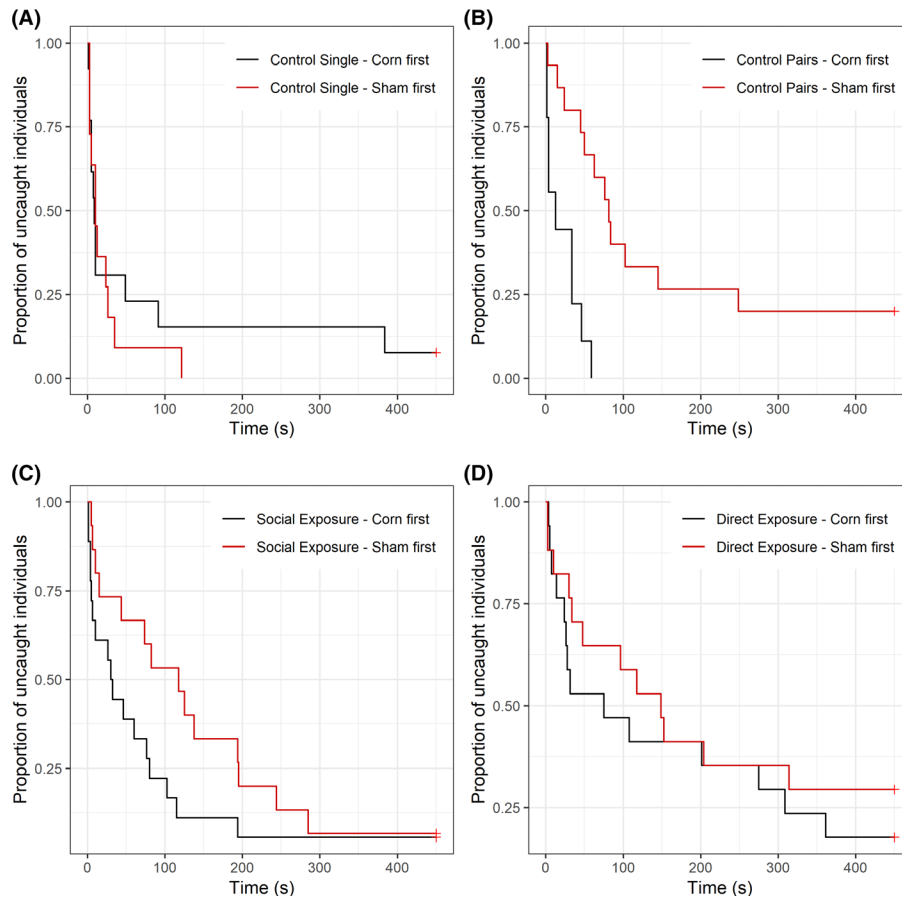 (A)
Proportion of uncaught individuals
1.00
0.75
0.50
0.25
0.00
Control Single - Corn first
Control Single - Sham first
0
100
200
300
400
Time (s)
(B)
Proportion of uncaught individuals
1.00
0.75
0.50
0.25
0.00
Control Pairs - Corn first
Control Pairs - Sham first
0
100
200
300
400
Time (s)
(C)
Proportion of uncaught individuals
1.00
0.75
0.50
0.25
Social Exposure - Corn first
Social Exposure - Sham first
0
100
200
300
400
Time (s)
(D)
Proportion of uncaught individuals
1.00
0.75
0.50
0.25
Direct Exposure - Corn first
Direct Exposure - Sham first
0
100
200
300
400
Time (s)